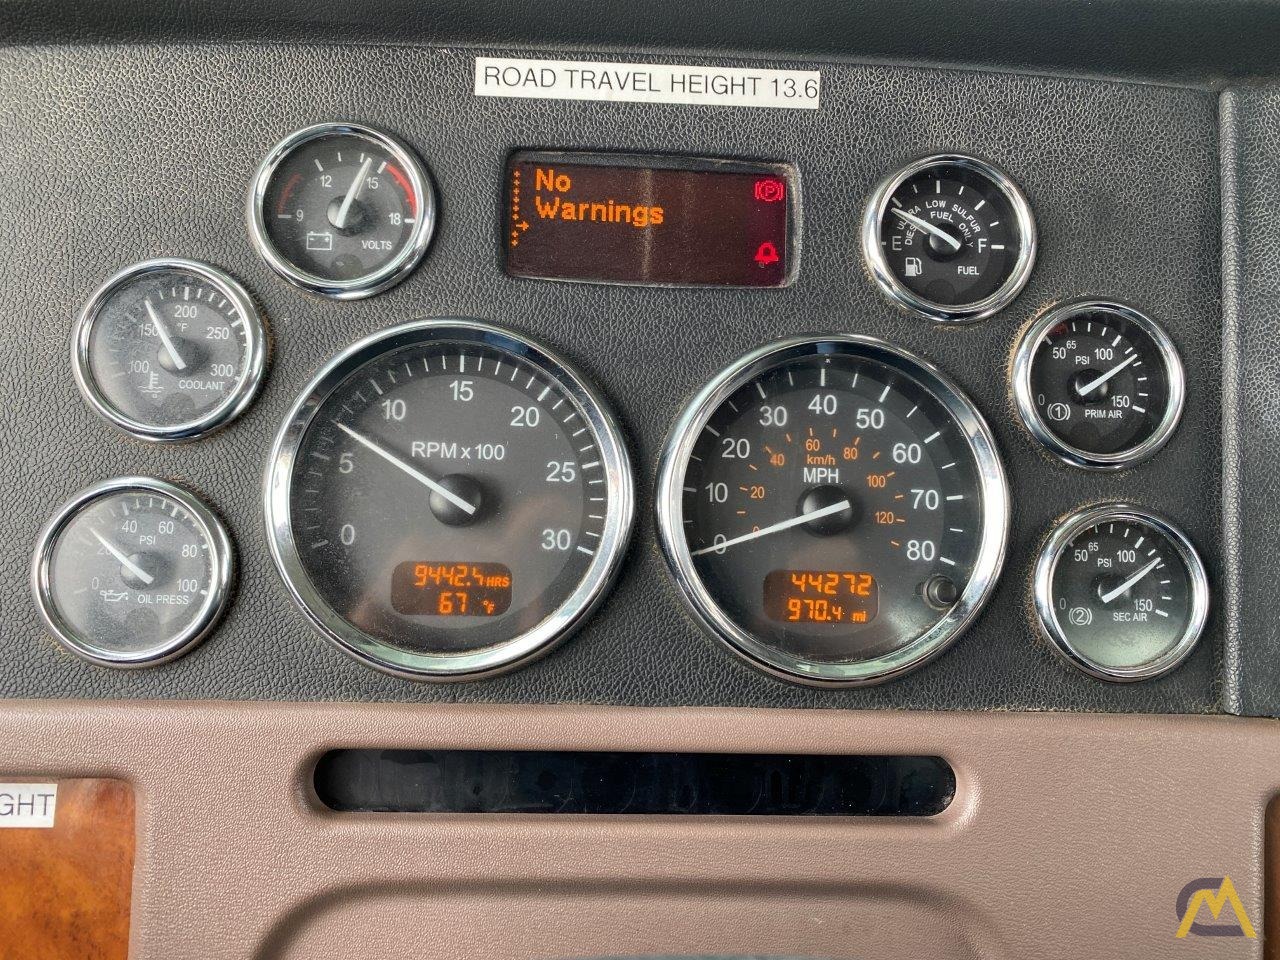 ROAD TRAVEL HEIGHT 13.6
No
Warnings
P
9 12 15 18
VOLTS
ULTRA LOW SULFUR
DIESEL FUEL ONLY
E F
FUEL
100 150 200 250 300
°F
COOLANT
0 5 10 15 20 25 30
RPM x 100
9442.4 HRS
67 °F
0 10 20 30 40 50 60 70 80
0 20 40 60 80 100 120
km/h
MPH
44272
970.4 mi
0 50 65 100 150
PSI
1
PRIM AIR
0 20 40 60 80 100
PSI
OIL PRESS
0 50 65 100 150
PSI
2
SEC AIR
GHT